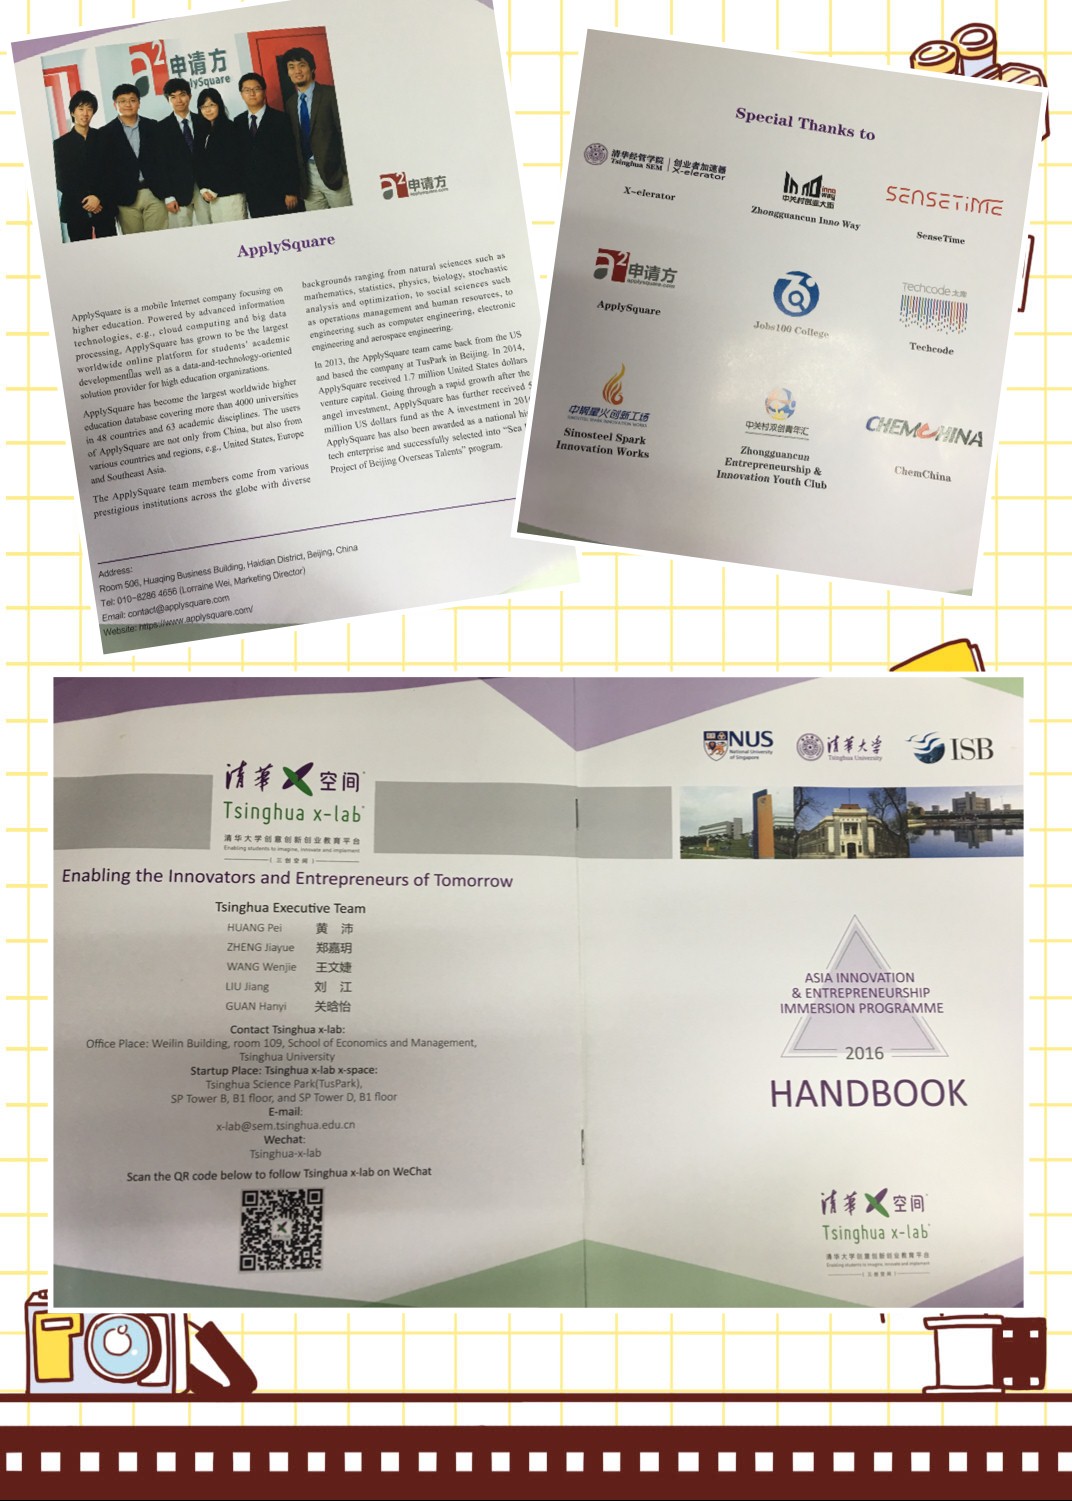 a² 申请方
ApplySquare
a² 申请方
applysquare.com
ApplySquare
ApplySquare is a mobile Internet company focusing on
higher education. Powered by advanced information
technologies, e.g., cloud computing and big data
processing, ApplySquare has grown to be the largest
worldwide online platform for students' academic
development, as well as a data-and-technology-oriented
solution provider for high education organizations.
ApplySquare has become the largest worldwide higher
education database covering more than 4000 universities
in 48 countries and 63 academic disciplines. The users
of ApplySquare are not only from China, but also from
various countries and regions, e.g., United States, Europe
and Southeast Asia.
The ApplySquare team members come from various
prestigious institutions across the globe with diverse
backgrounds ranging from natural sciences such as
mathematics, statistics, physics, biology, stochastic
analysis and optimization, to social sciences such
as operations management and human resources, to
engineering such as computer engineering, electronic
engineering and aerospace engineering.
In 2013, the ApplySquare team came back from the US
and based the company at TusPark in Beijing. In 2014,
ApplySquare received 1.7 million United States dollars
venture capital. Going through a rapid growth after the
angel investment, ApplySquare has further received
million US dollars fund as the A investment in
ApplySquare has also been awarded as a national
tech enterprise and successfully selected into "Sea
Project of Beijing Overseas Talents" program.
Address:
Room 506, Huaqing Business Building, Haidian District, Beijing, China
Tel: 010-8286 4656 (Lorraine Wei, Marketing Director)
Email: contact@applysquare.com
Website: https://www.applysquare.com/
Special Thanks to
清华经管学院 创业者加速器
Tsinghua SEM X-elerator
X-elerator
INNO inno way
中关村创业大街
Zhongguancun Inno Way
SENSETIME
SenseTime
a² 申请方
applysquare.com
ApplySquare
Jobs100 College
Techcode 太库
Techcode
中钢星火创新工场
SINOSTEEL SPARK INNOVATION WORKS
Sinosteel Spark
Innovation Works
中关村双创青年汇
Zhongguancun
Entrepreneurship &
Innovation Youth Club
CHEMCHINA
ChemChina
清華 X 空间
Tsinghua x-lab
清华大学创意创新创业教育平台
Enabling students to imagine, innovate and implement
(三创空间)
Enabling the Innovators and Entrepreneurs of Tomorrow
Tsinghua Executive Team
HUANG Pei 黄 沛
ZHENG Jiayue 郑嘉玥
WANG Wenjie 王文婕
LIU Jiang 刘 江
GUAN Hanyi 关晗怡
Contact Tsinghua x-lab:
Office Place: Weilin Building, room 109, School of Economics and Management,
Tsinghua University
Startup Place: Tsinghua x-lab x-space:
Tsinghua Science Park(TusPark),
SP Tower B, B1 floor, and SP Tower D, B1 floor
E-mail:
x-lab@sem.tsinghua.edu.cn
Wechat:
Tsinghua-x-lab
Scan the QR code below to follow Tsinghua x-lab on WeChat
NUS
National University
of Singapore
清華大学
Tsinghua University
ISB
ASIA INNOVATION
& ENTREPRENEURSHIP
IMMERSION PROGRAMME
2016
HANDBOOK
清華 X 空间
Tsinghua x-lab
清华大学创意创新创业教育平台
Enabling students to imagine, innovate and implement
(三创空间)